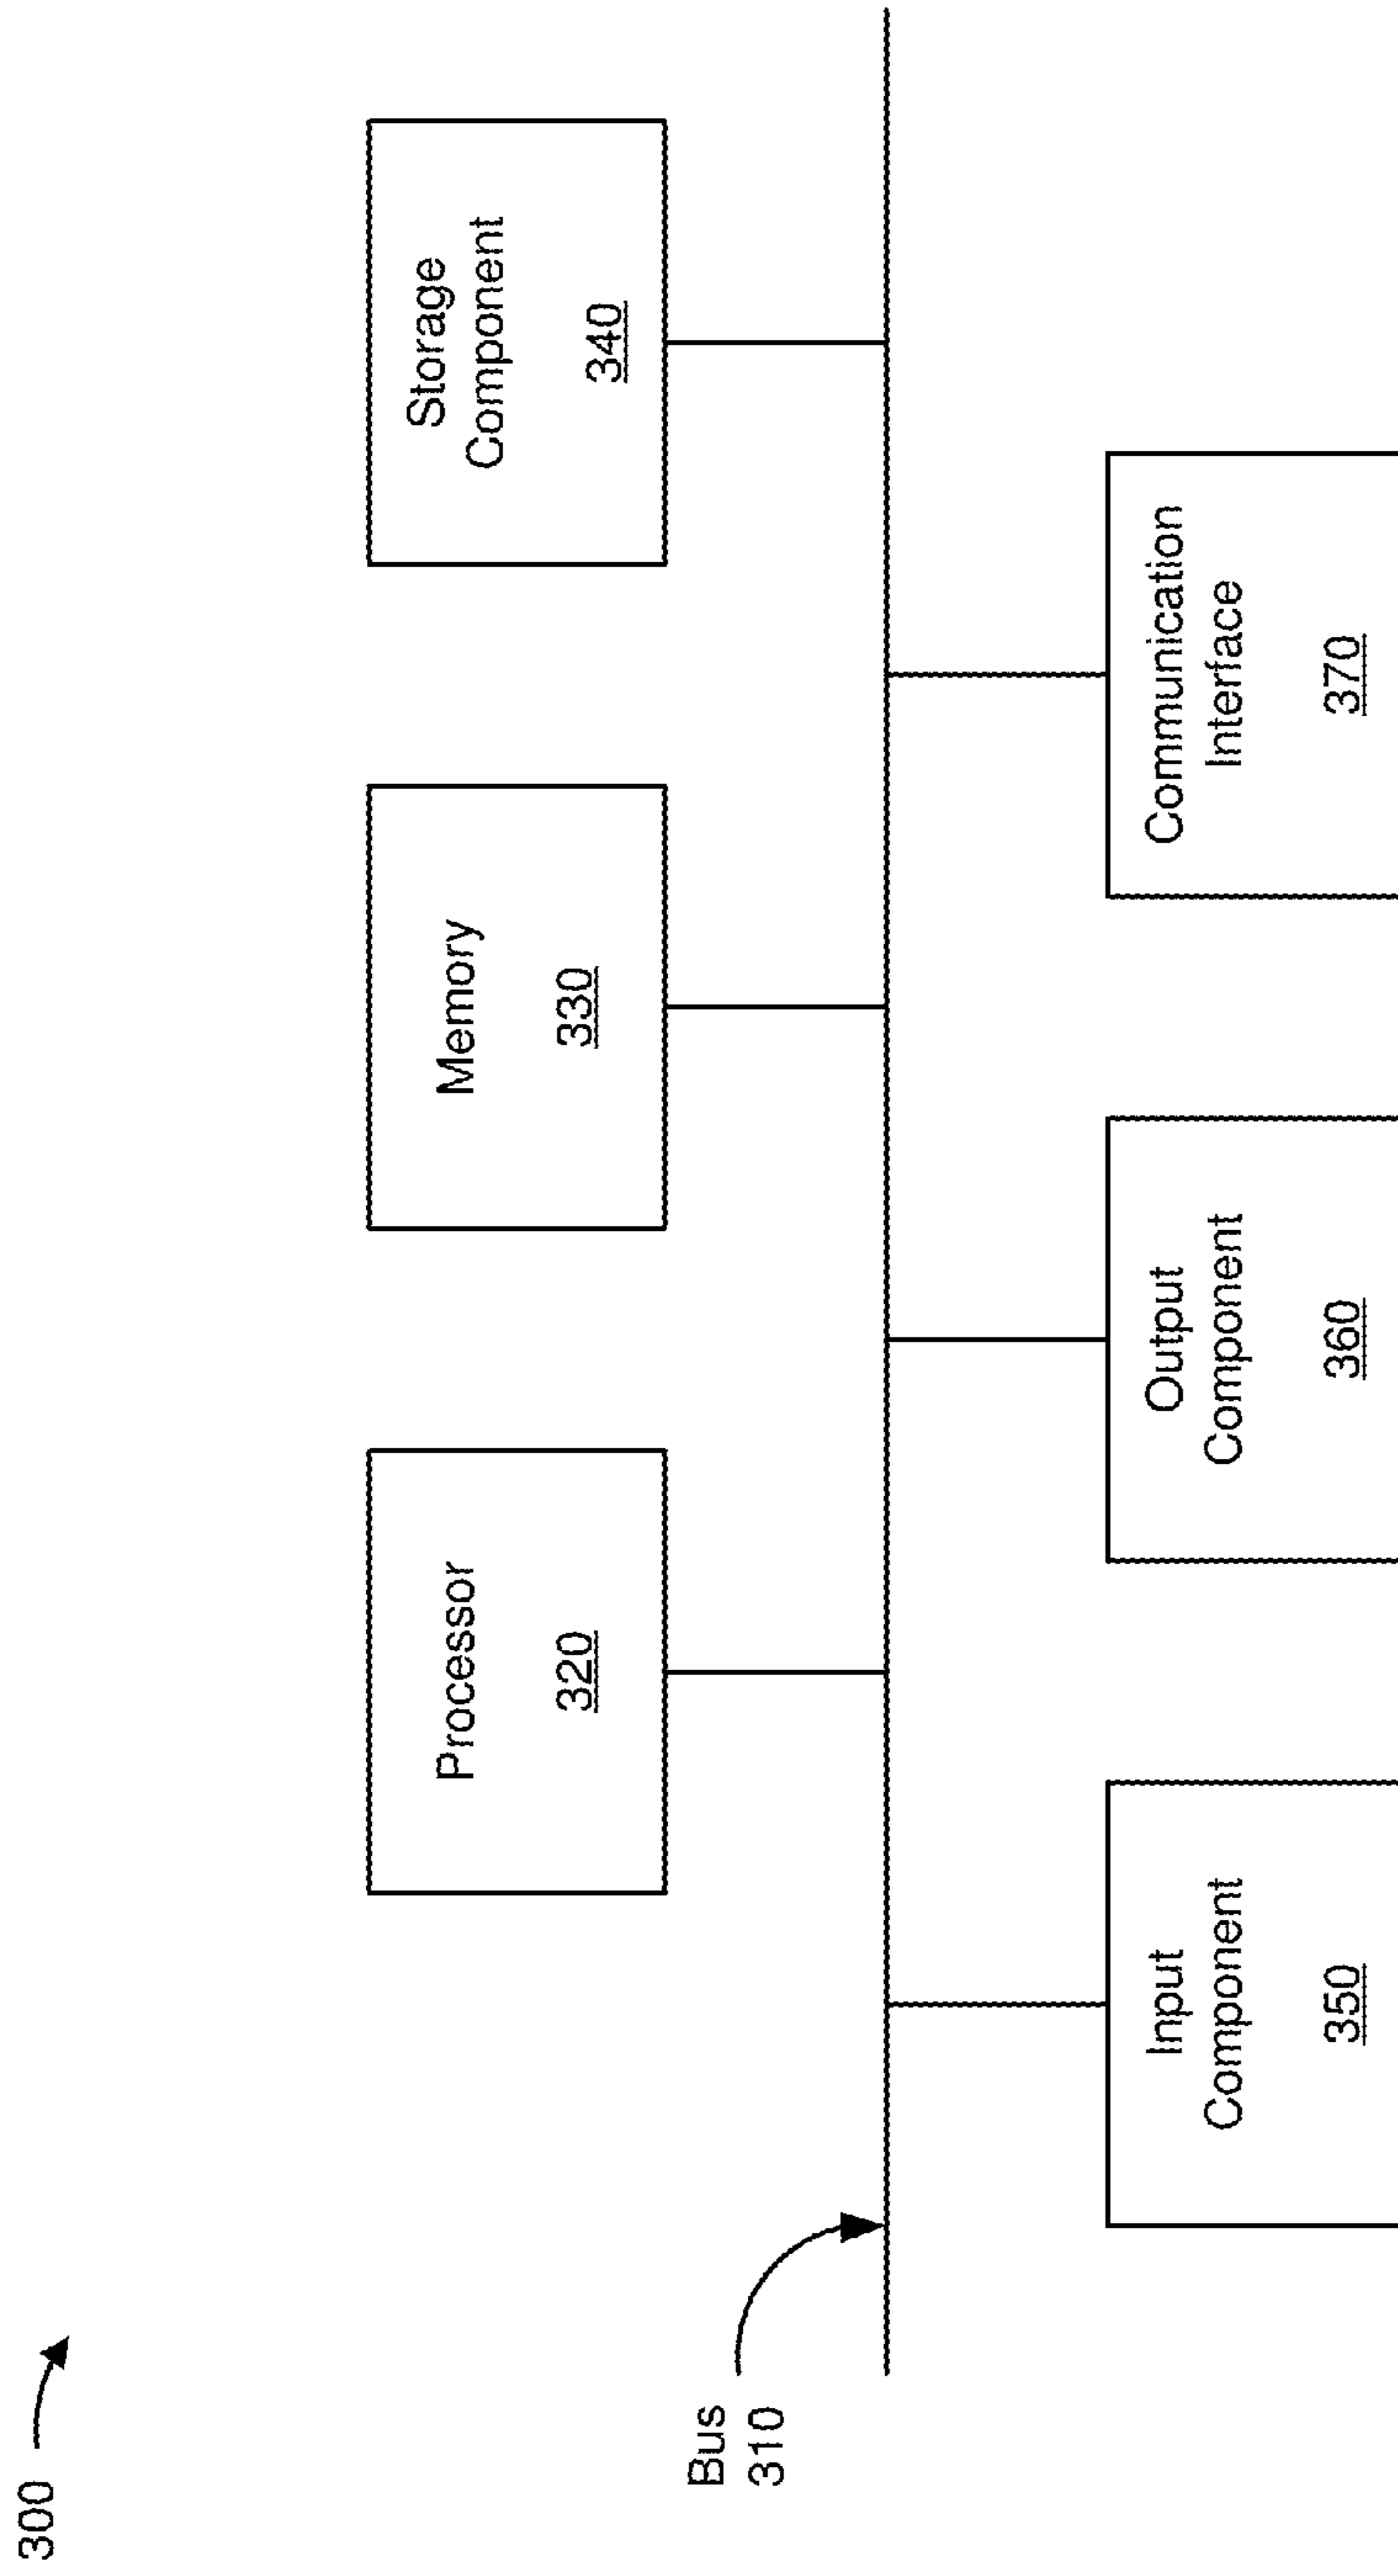 300
Processor
320
Memory
330
Storage
Component
340
Bus
310
Input
Component
350
Output
Component
360
Communication
Interface
370